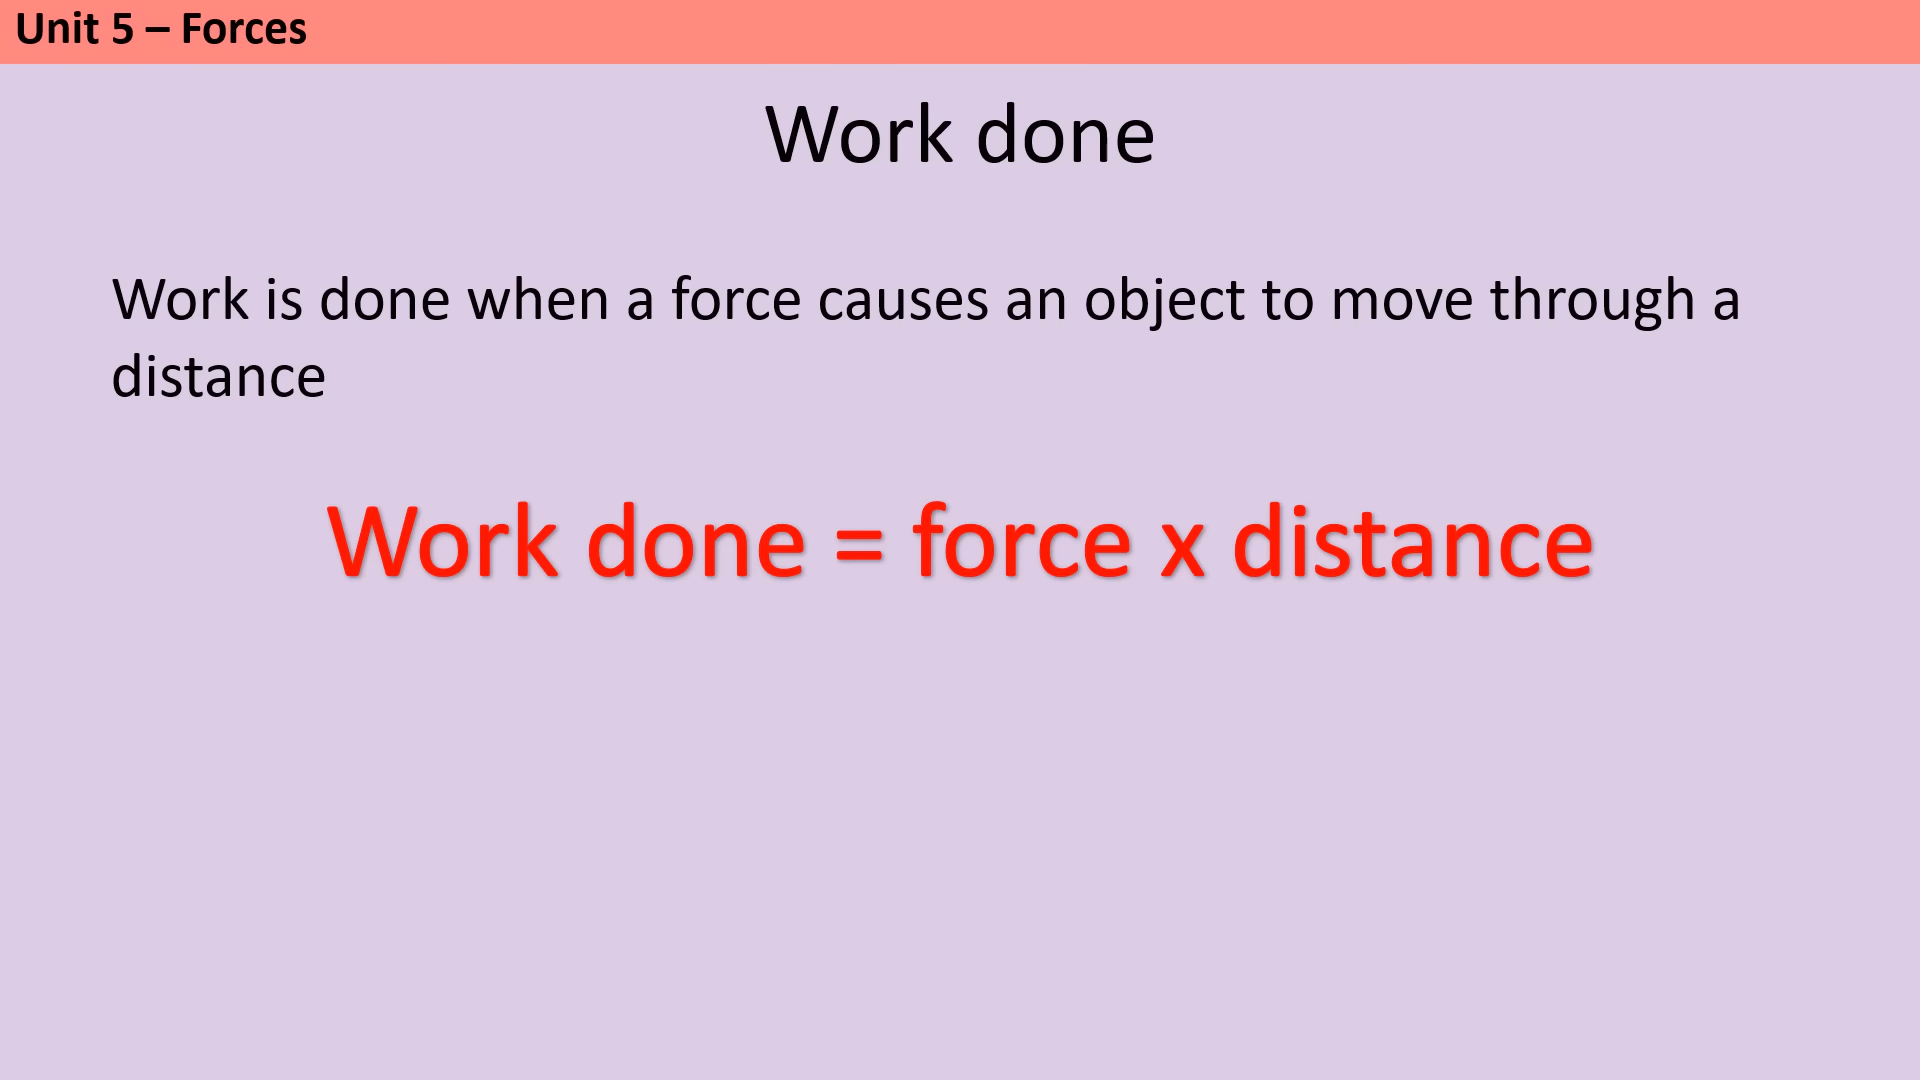 Unit 5 – Forces
Work done
Work is done when a force causes an object to move through a
distance
Work done = force x distance